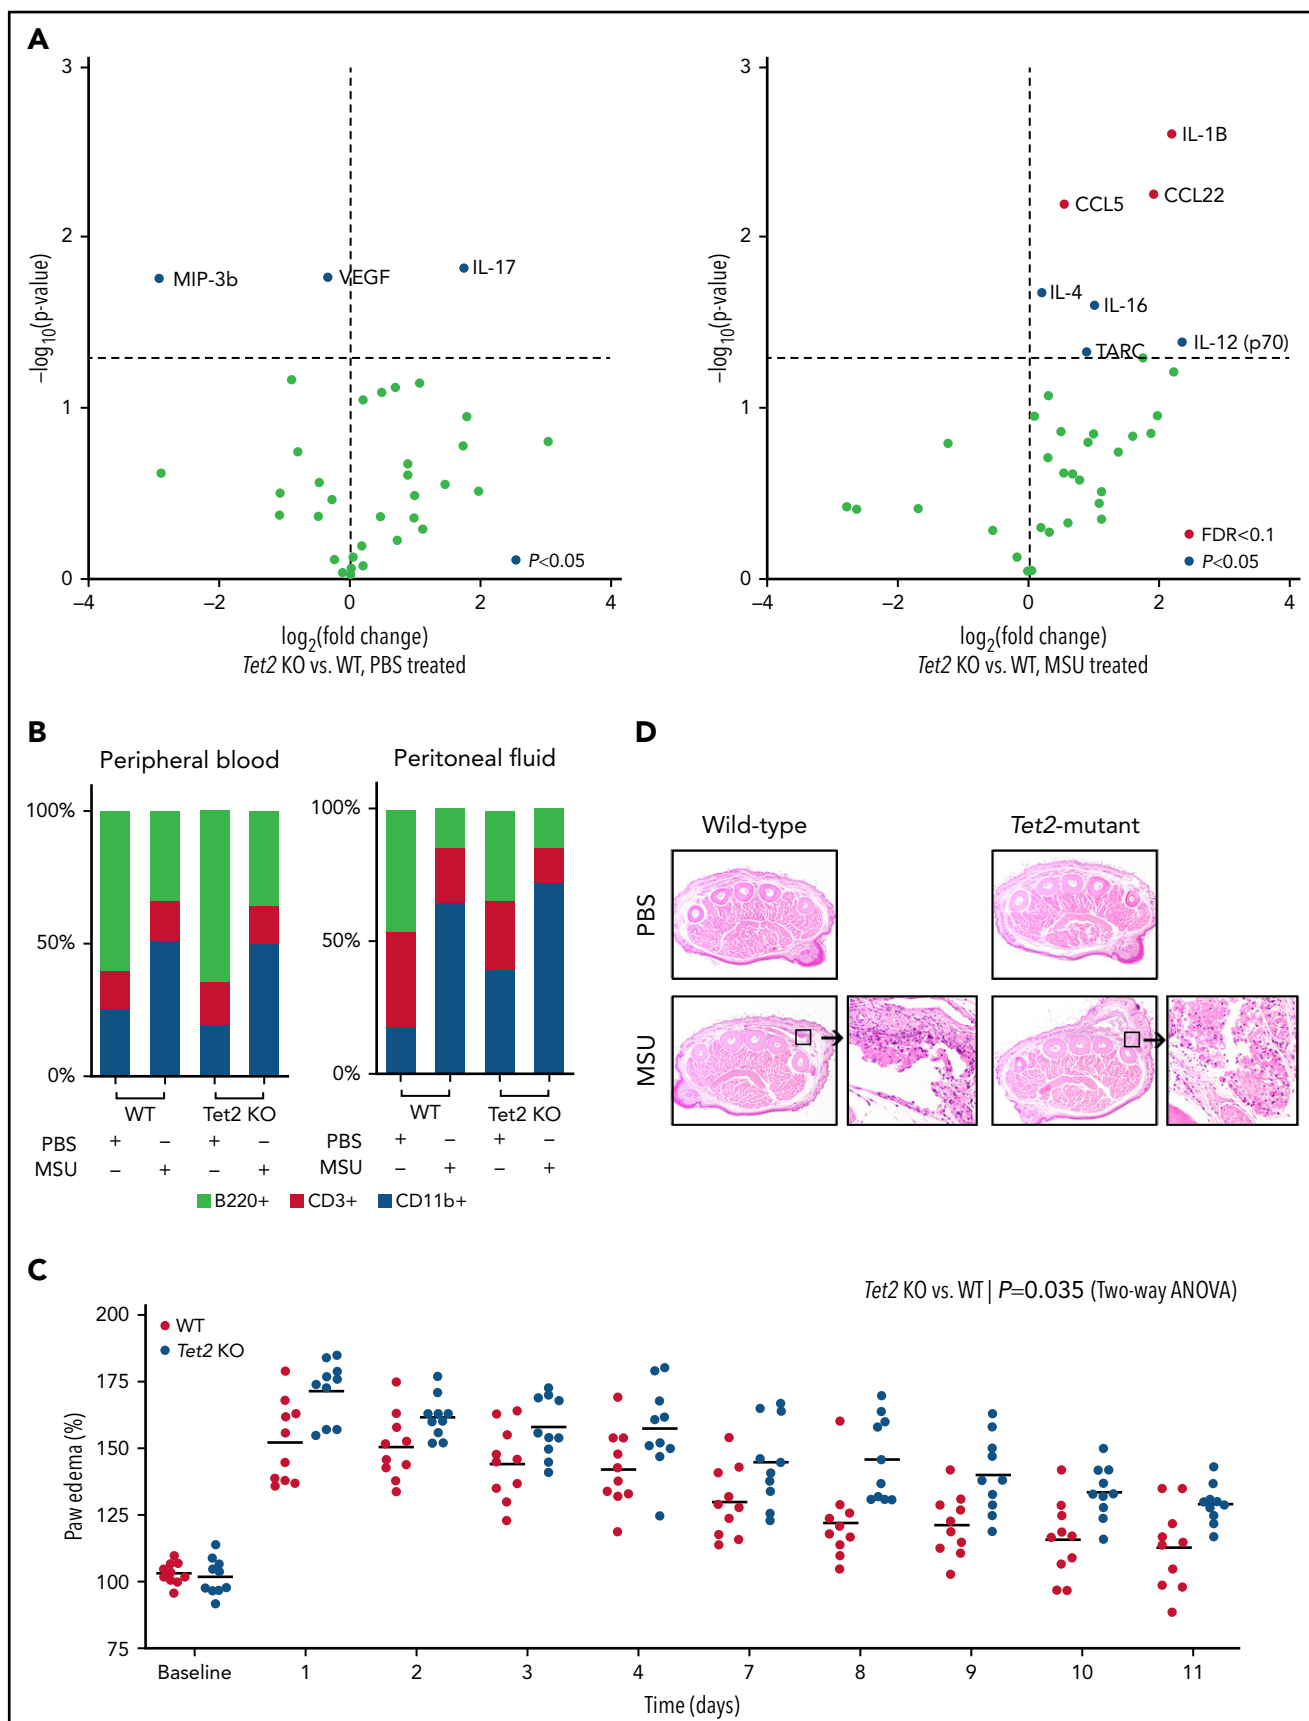 A
3
2
1
0
−log10(p-value)
MIP-3b
VEGF
IL-17
P<0.05
−4
−2
0
2
4
log2(fold change)
Tet2 KO vs. WT, PBS treated
3
2
1
0
−log10(p-value)
IL-1B
CCL22
CCL5
IL-4
IL-16
TARC
IL-12 (p70)
FDR<0.1
P<0.05
−4
−2
0
2
4
log2(fold change)
Tet2 KO vs. WT, MSU treated
B
Peripheral blood
100%
50%
0%
WT
Tet2 KO
PBS + − + −
MSU − + − +
Peritoneal fluid
100%
50%
0%
WT
Tet2 KO
PBS + − + −
MSU − + − +
B220+ CD3+ CD11b+
D
Wild-type
Tet2-mutant
PBS
MSU
C
Tet2 KO vs. WT | P=0.035 (Two-way ANOVA)
WT
Tet2 KO
200
175
150
125
100
75
Paw edema (%)
Baseline 1 2 3 4 7 8 9 10 11
Time (days)